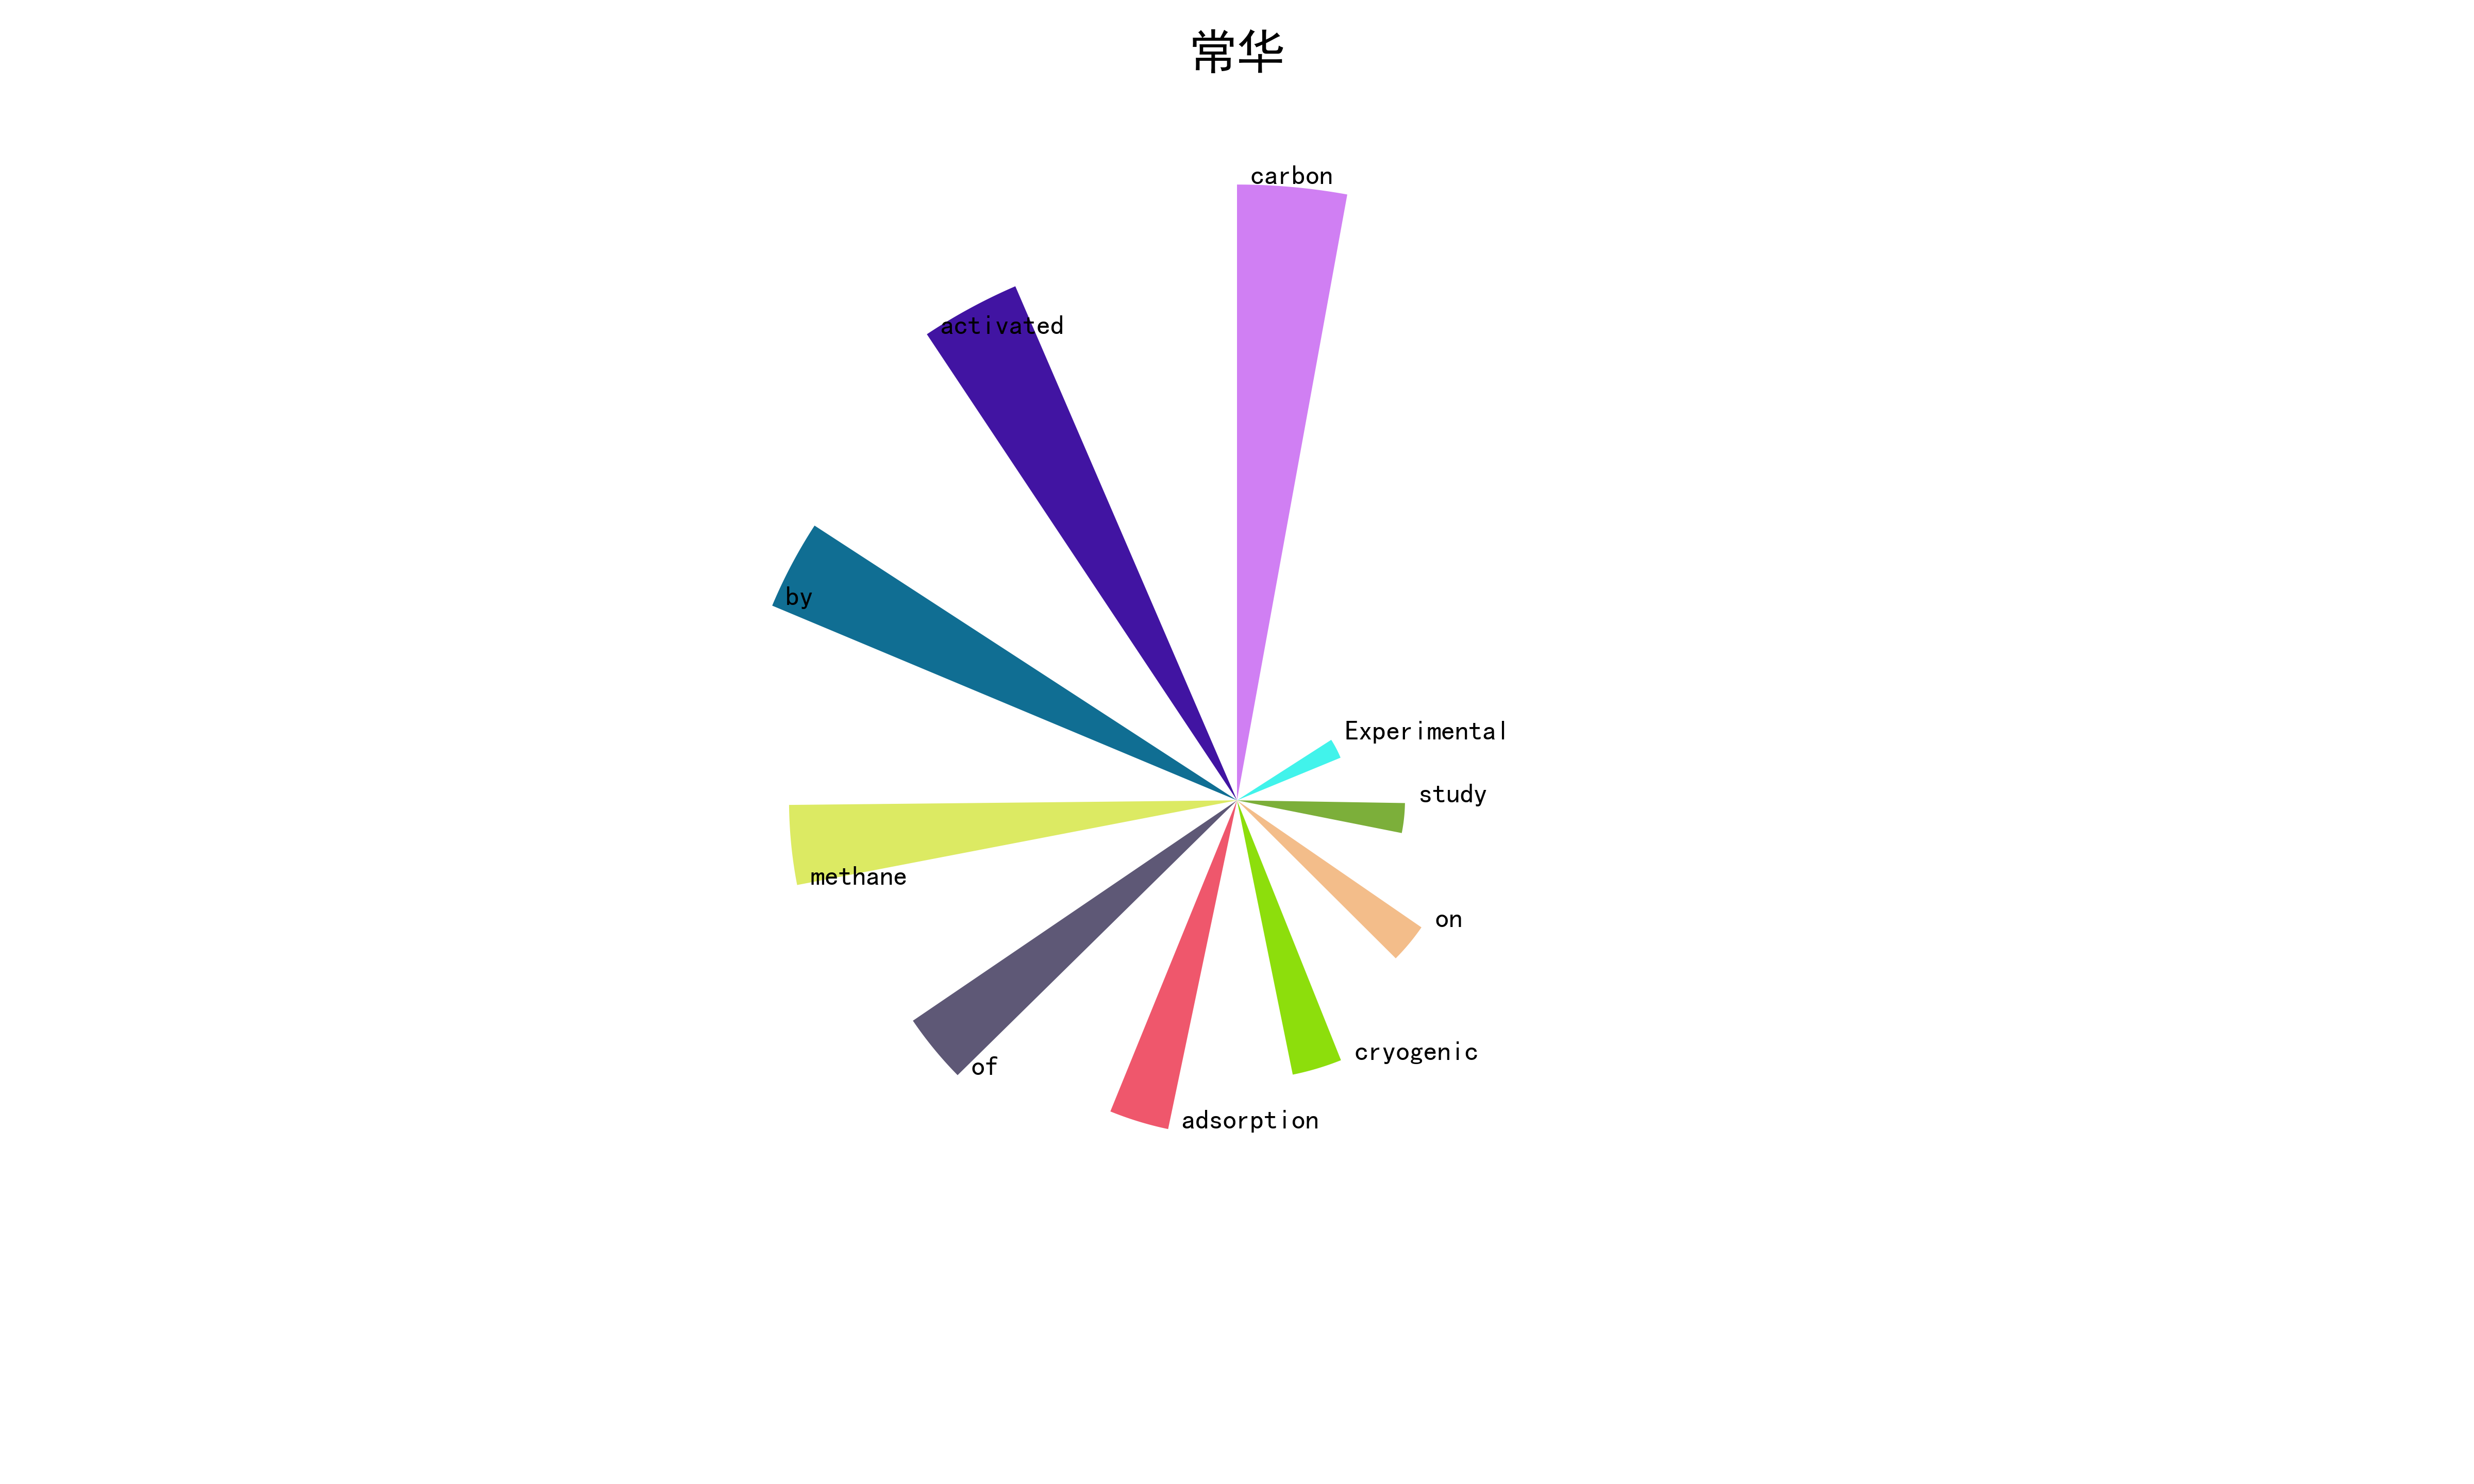 常华
carbon
activated
by
Experimental
study
methane
on
cryogenic
of
adsorption